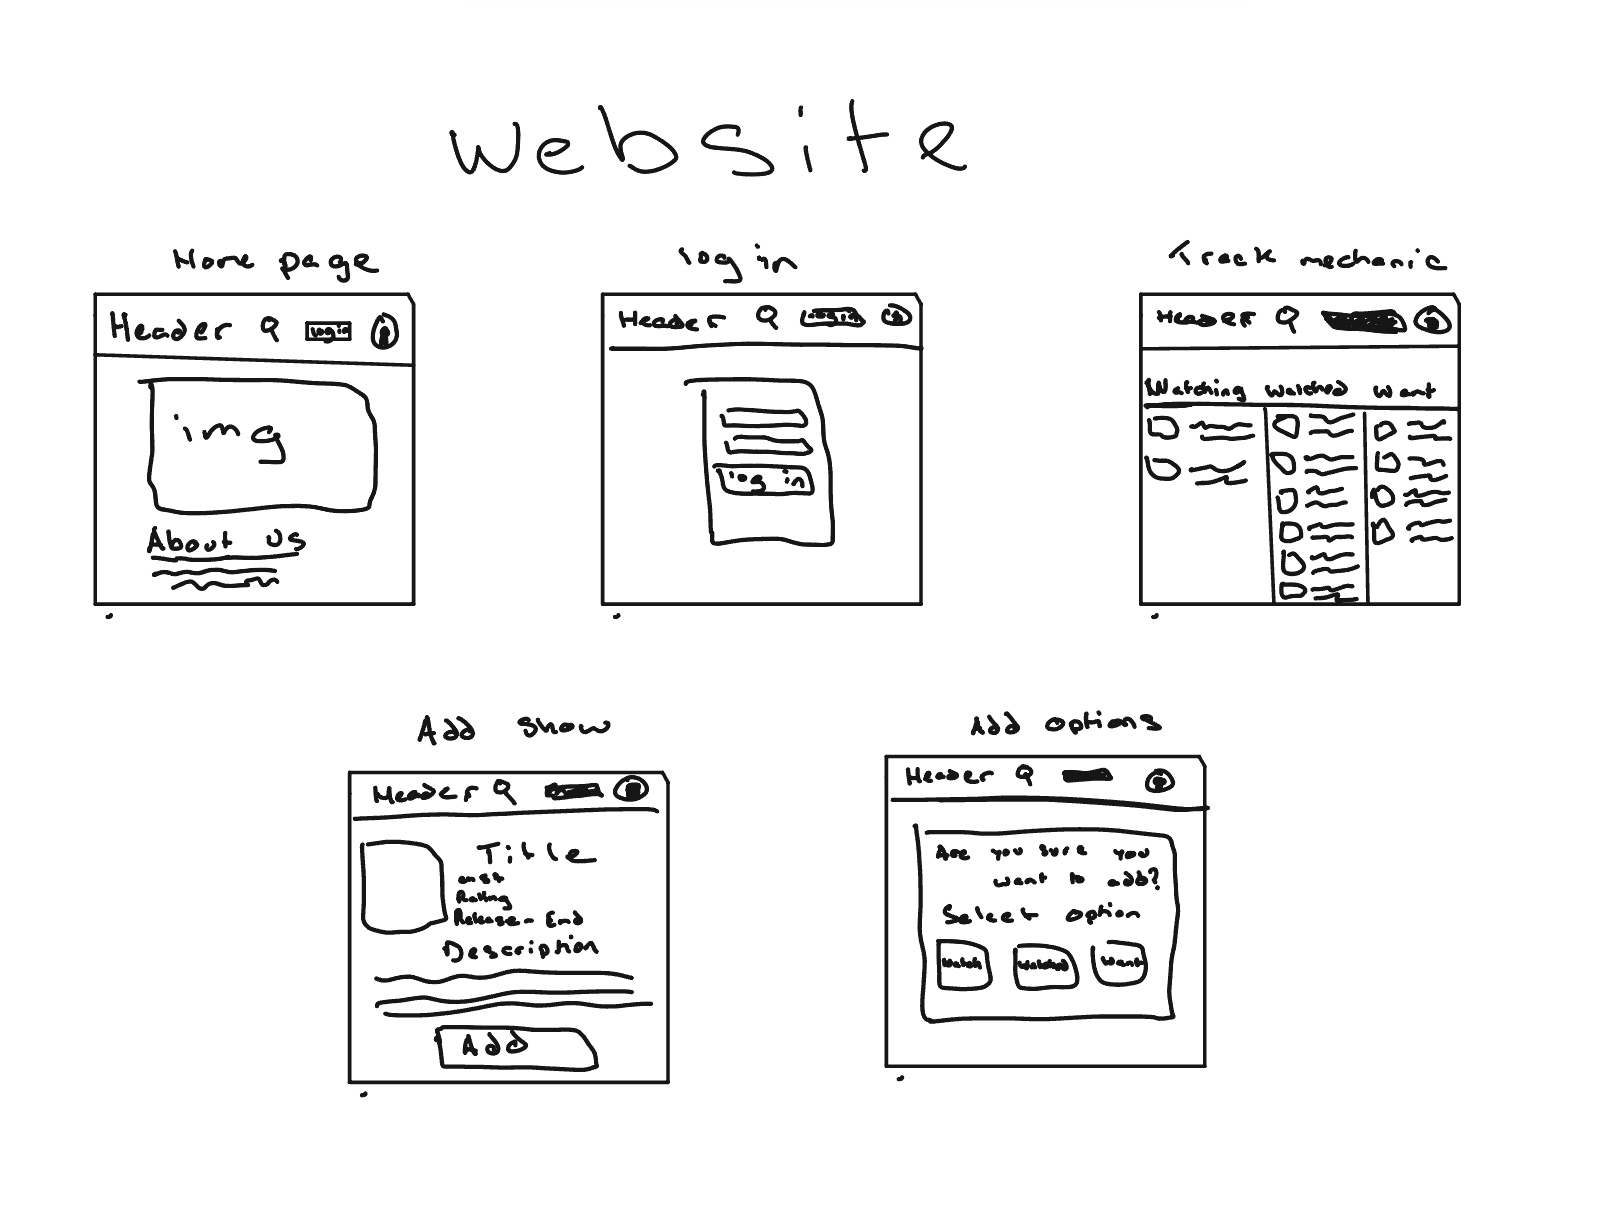 Website
Home page
Header
login
img
About us
log in
Header
log in
log in
Track mechanic
Header
Watching Watched Want
Add show
Header
Title
cast
Rating
Release - End
Description
Add
Add options
Header
Are you sure you
want to add?
Select option
Watch Watched Want